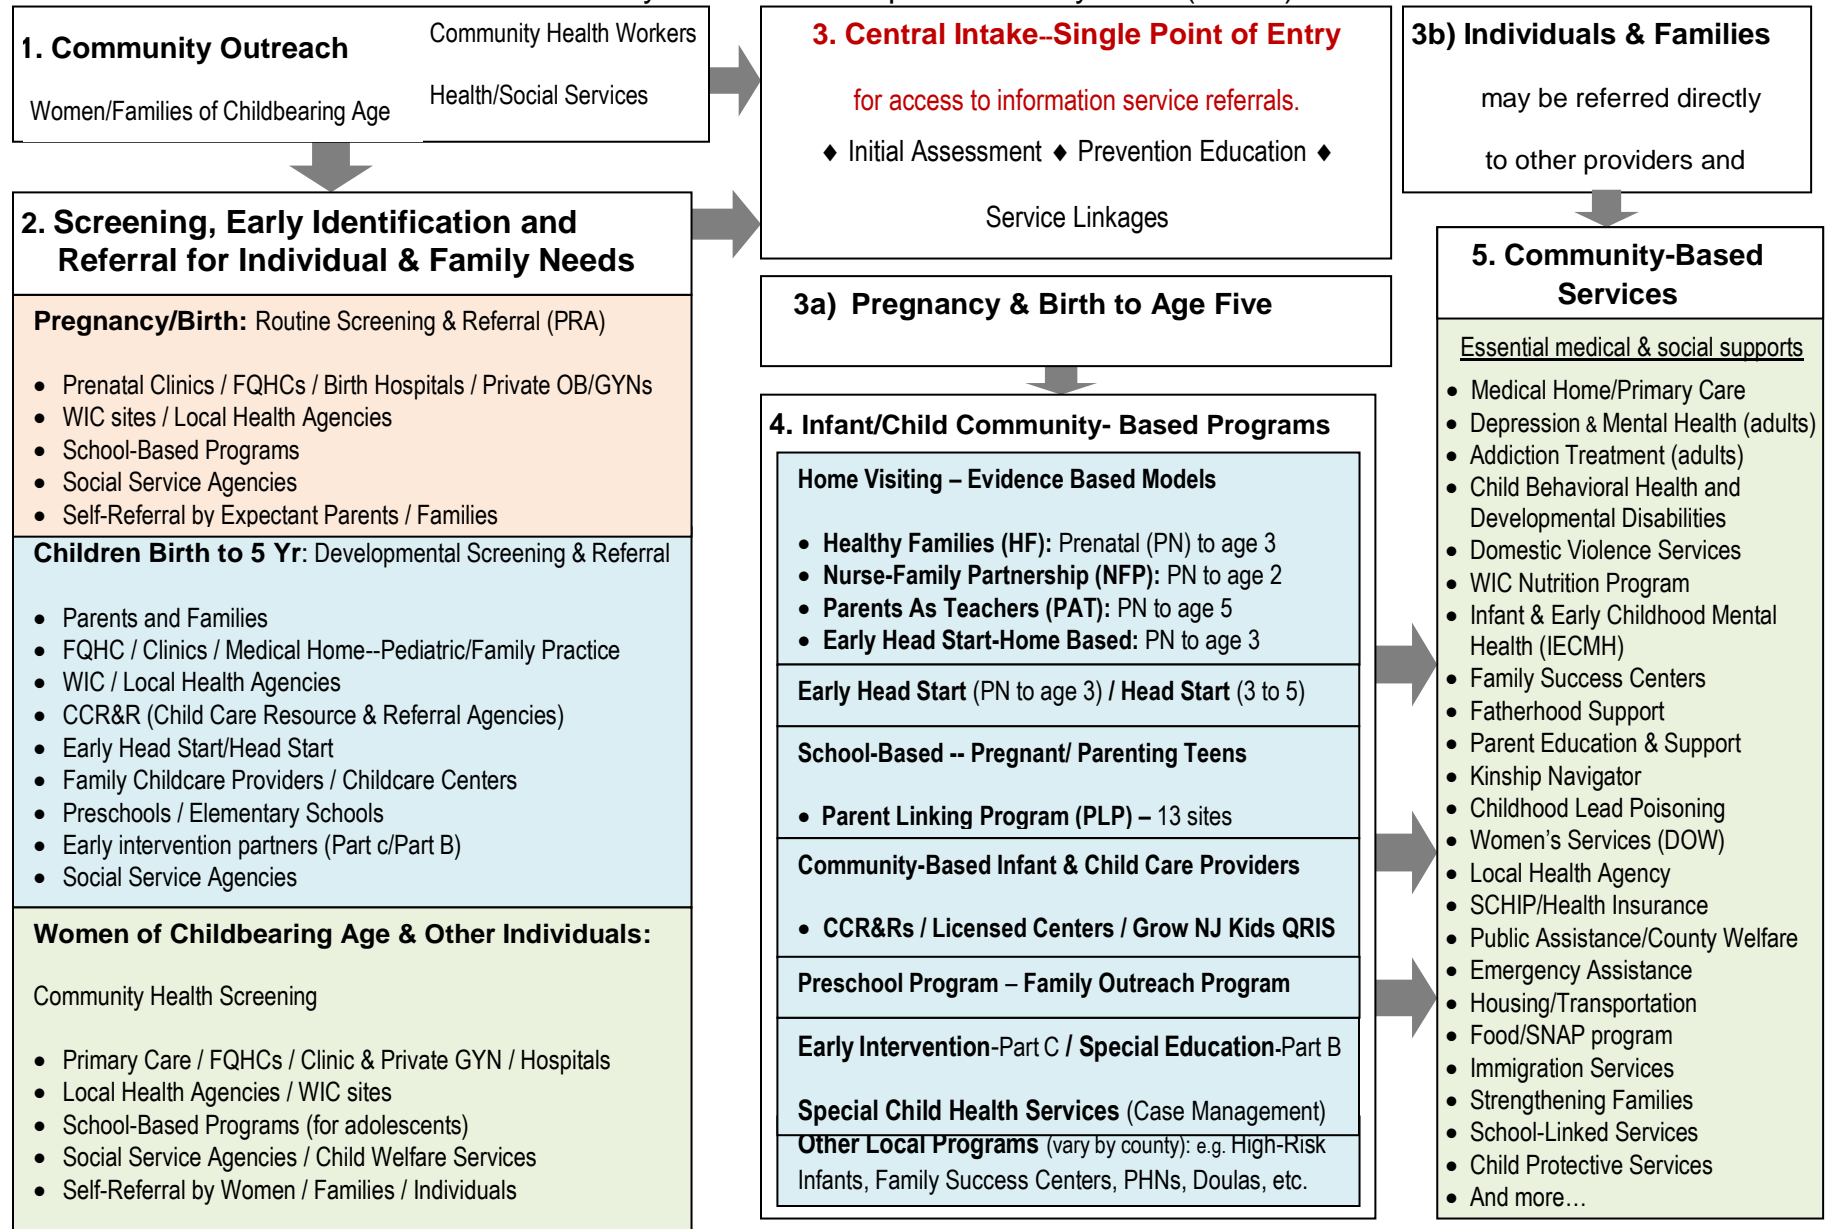 1. Community Outreach
Women/Families of Childbearing Age
Community Health Workers
Health/Social Services
2. Screening, Early Identification and
Referral for Individual & Family Needs
Pregnancy/Birth: Routine Screening & Referral (PRA)
• Prenatal Clinics / FQHCs / Birth Hospitals / Private OB/GYNs
• WIC sites / Local Health Agencies
• School-Based Programs
• Social Service Agencies
• Self-Referral by Expectant Parents / Families
Children Birth to 5 Yr: Developmental Screening & Referral
• Parents and Families
• FQHC / Clinics / Medical Home--Pediatric/Family Practice
• WIC / Local Health Agencies
• CCR&R (Child Care Resource & Referral Agencies)
• Early Head Start/Head Start
• Family Childcare Providers / Childcare Centers
• Preschools / Elementary Schools
• Early intervention partners (Part c/Part B)
• Social Service Agencies
Women of Childbearing Age & Other Individuals:
Community Health Screening
• Primary Care / FQHCs / Clinic & Private GYN / Hospitals
• Local Health Agencies / WIC sites
• School-Based Programs (for adolescents)
• Social Service Agencies / Child Welfare Services
• Self-Referral by Women / Families / Individuals
3. Central Intake--Single Point of Entry
for access to information service referrals.
♦ Initial Assessment ♦ Prevention Education ♦
Service Linkages
3a) Pregnancy & Birth to Age Five
4. Infant/Child Community- Based Programs
Home Visiting – Evidence Based Models
• Healthy Families (HF): Prenatal (PN) to age 3
• Nurse-Family Partnership (NFP): PN to age 2
• Parents As Teachers (PAT): PN to age 5
• Early Head Start-Home Based: PN to age 3
Early Head Start (PN to age 3) / Head Start (3 to 5)
School-Based -- Pregnant/ Parenting Teens
• Parent Linking Program (PLP) – 13 sites
Community-Based Infant & Child Care Providers
• CCR&Rs / Licensed Centers / Grow NJ Kids QRIS
Preschool Program – Family Outreach Program
Early Intervention-Part C / Special Education-Part B
Special Child Health Services (Case Management)
Other Local Programs (vary by county): e.g. High-Risk
Infants, Family Success Centers, PHNs, Doulas, etc.
3b) Individuals & Families
may be referred directly
to other providers and
5. Community-Based
Services
Essential medical & social supports
• Medical Home/Primary Care
• Depression & Mental Health (adults)
• Addiction Treatment (adults)
• Child Behavioral Health and
Developmental Disabilities
• Domestic Violence Services
• WIC Nutrition Program
• Infant & Early Childhood Mental
Health (IECMH)
• Family Success Centers
• Fatherhood Support
• Parent Education & Support
• Kinship Navigator
• Childhood Lead Poisoning
• Women's Services (DOW)
• Local Health Agency
• SCHIP/Health Insurance
• Public Assistance/County Welfare
• Emergency Assistance
• Housing/Transportation
• Food/SNAP program
• Immigration Services
• Strengthening Families
• School-Linked Services
• Child Protective Services
• And more…